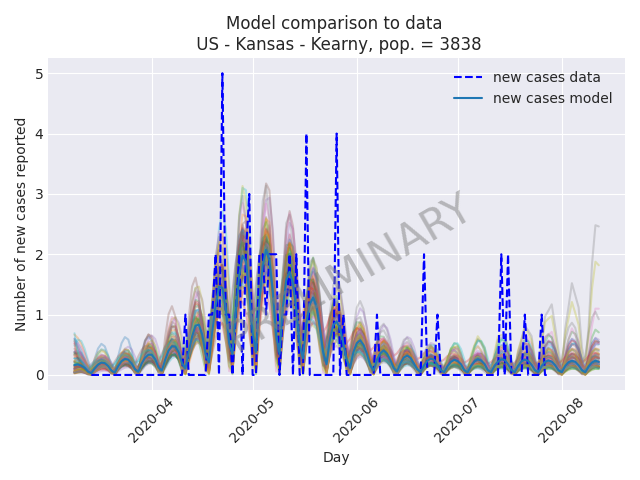 Model comparison to data
US - Kansas - Kearny, pop. = 3838
new cases data
new cases model
Number of new cases reported
5
4
3
2
1
0
PRELIMINARY
2020-04
2020-05
2020-06
2020-07
2020-08
Day